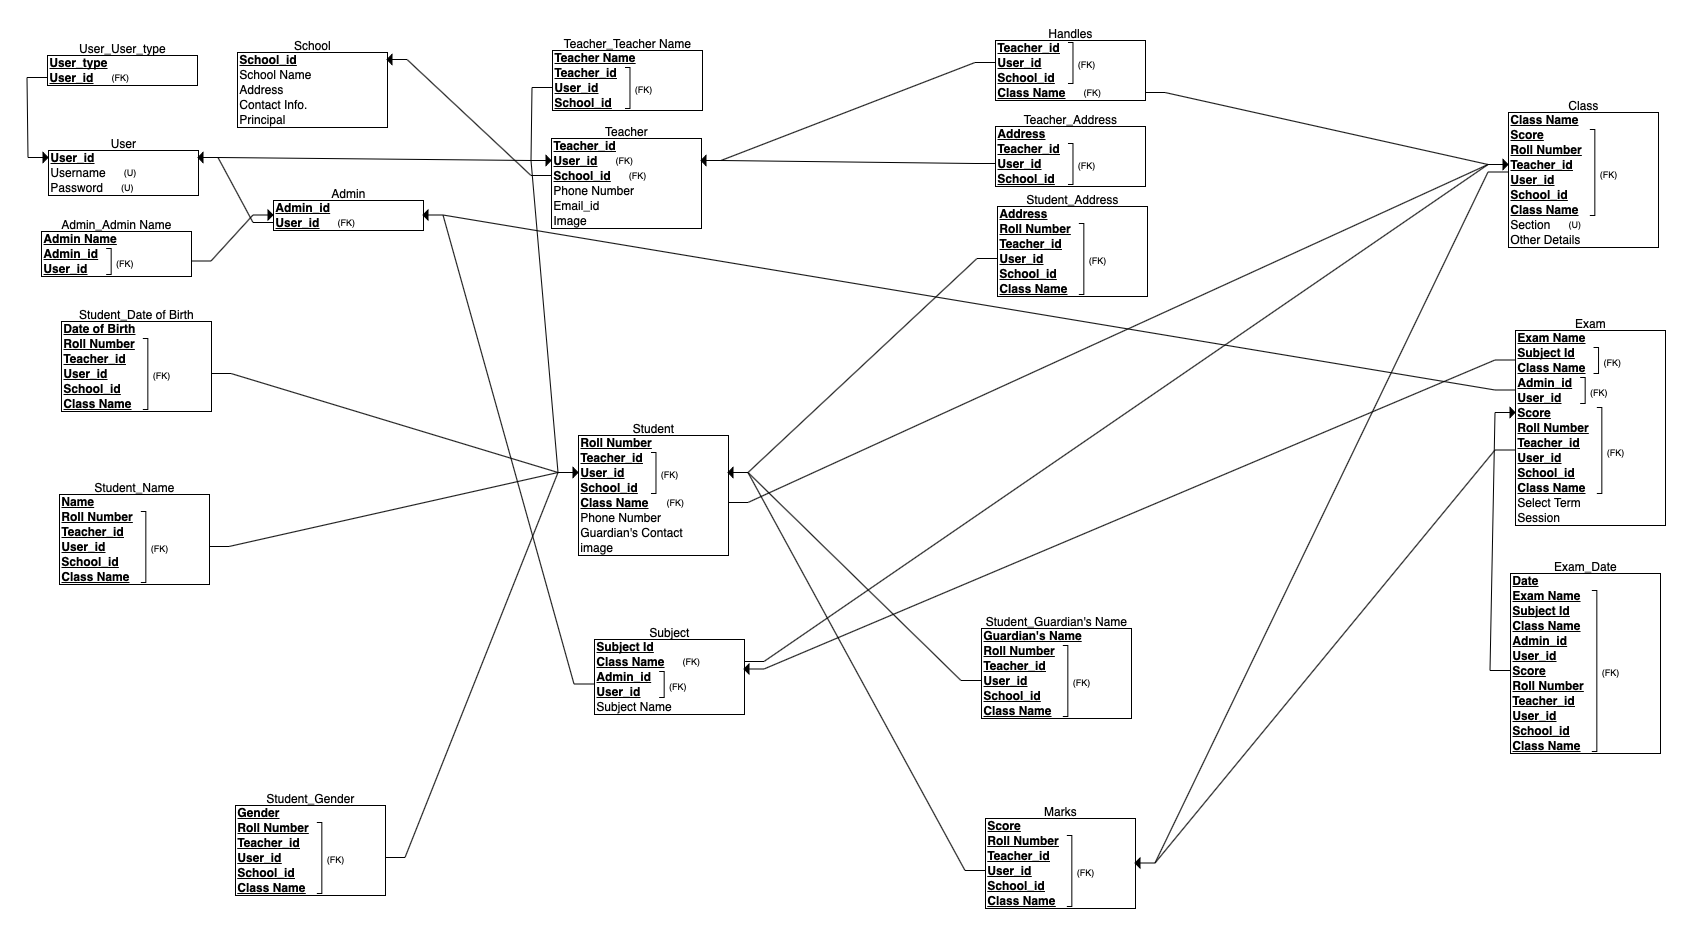 User_User_type
User_type
User_id (FK)
School
School_id
School Name
Address
Contact Info.
Principal
Teacher_Teacher Name
Teacher Name
Teacher_id
User_id
School_id
(FK)
Handles
Teacher_id
User_id
School_id
(FK)
Class Name (FK)
User
User_id
Username (U)
Password (U)
Teacher
Teacher_id
User_id (FK)
School_id (FK)
Phone Number
Email_id
Image
Teacher_Address
Address
Teacher_id
User_id
School_id
(FK)
Class
Class Name
Score
Roll Number
Teacher_id
User_id
School_id
Class Name
(FK)
Section (U)
Other Details
Admin
Admin_id
User_id (FK)
Admin_Admin Name
Admin Name
Admin_id
User_id
(FK)
Student_Address
Address
Roll Number
Teacher_id
User_id
School_id
Class Name
(FK)
Student_Date of Birth
Date of Birth
Roll Number
Teacher_id
User_id
School_id
Class Name
(FK)
Exam
Exam Name
Subject Id
Class Name
(FK)
Admin_id
User_id
(FK)
Score
Roll Number
Teacher_id
User_id
School_id
Class Name
(FK)
Select Term
Session
Student
Roll Number
Teacher_id
User_id
School_id
(FK)
Class Name (FK)
Phone Number
Guardian's Contact
image
Student_Name
Name
Roll Number
Teacher_id
User_id
School_id
Class Name
(FK)
Exam_Date
Date
Exam Name
Subject Id
Class Name
Admin_id
User_id
Score
Roll Number
Teacher_id
User_id
School_id
Class Name
(FK)
Subject
Subject Id
Class Name (FK)
Admin_id
User_id
(FK)
Subject Name
Student_Guardian's Name
Guardian's Name
Roll Number
Teacher_id
User_id
School_id
Class Name
(FK)
Student_Gender
Gender
Roll Number
Teacher_id
User_id
School_id
Class Name
(FK)
Marks
Score
Roll Number
Teacher_id
User_id
School_id
Class Name
(FK)